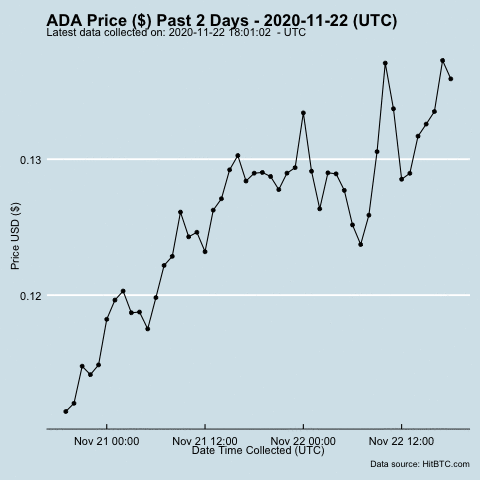 ADA Price ($) Past 2 Days - 2020-11-22 (UTC)
Latest data collected on: 2020-11-22 18:01:02 - UTC
0.13
0.12
Price USD ($)
Nov 21 00:00 Nov 21 12:00 Nov 22 00:00 Nov 22 12:00
Date Time Collected (UTC)
Data source: HitBTC.com